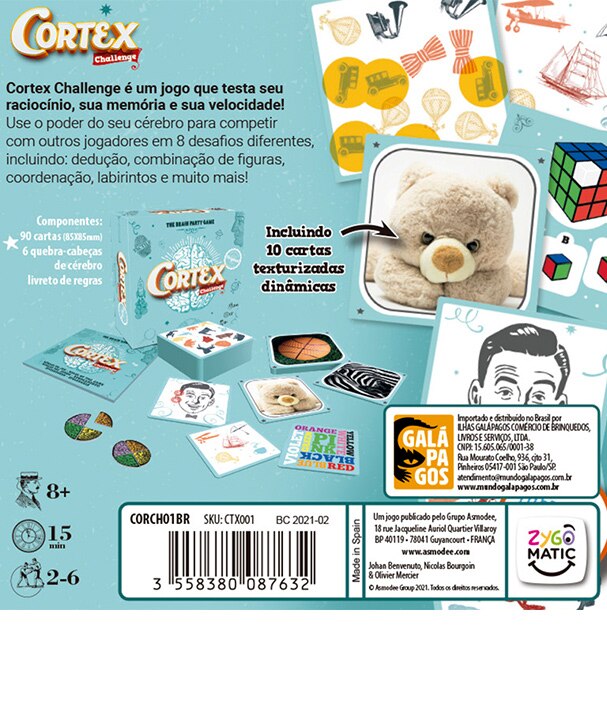 CORTEX
Challenge
Cortex Challenge é um jogo que testa seu
raciocínio, sua memória e sua velocidade!
Use o poder do seu cérebro para competir
com outros jogadores em 8 desafios diferentes,
incluindo: dedução, combinação de figuras,
coordenação, labirintos e muito mais!
Componentes:
90 cartas (85X85mm)
6 quebra-cabeças
de cérebro
livreto de regras
THE BRAIN PARTY GAME
CORTEX
Challenge
Incluindo
10 cartas
texturizadas
dinâmicas
B
CORTEX
ORANGE
YELLOW
WHITE
PINK
BLACK
BLUE
RED
8+
15
min
2-6
GALÁ
PA
GOS
Importado e distribuído no Brasil por
ILHAS GALÁPAGOS COMÉRCIO DE BRINQUEDOS,
LIVROS E SERVIÇOS, LTDA.
CNPJ: 15.605.065/0001-38
Rua Mourato Coelho, 936, cjto 31,
Pinheiros 05417-001 São Paulo/SP.
atendimento@mundogalapagos.com.br
www.mundogalapagos.com.br
CORCH01BR SKU: CTX001 BC 2021-02
3 558380 087632
Made in Spain
Um jogo publicado pelo Grupo Asmodee,
18 rue Jacqueline Auriol Quartier Villaroy
BP 40119 • 78041 Guyancourt • FRANÇA
www.asmodee.com
Johan Benvenuto, Nicolas Bourgoin
& Olivier Mercier
© Asmodee Group 2021. Todos os direitos reservados.
ZYGO
MATIC